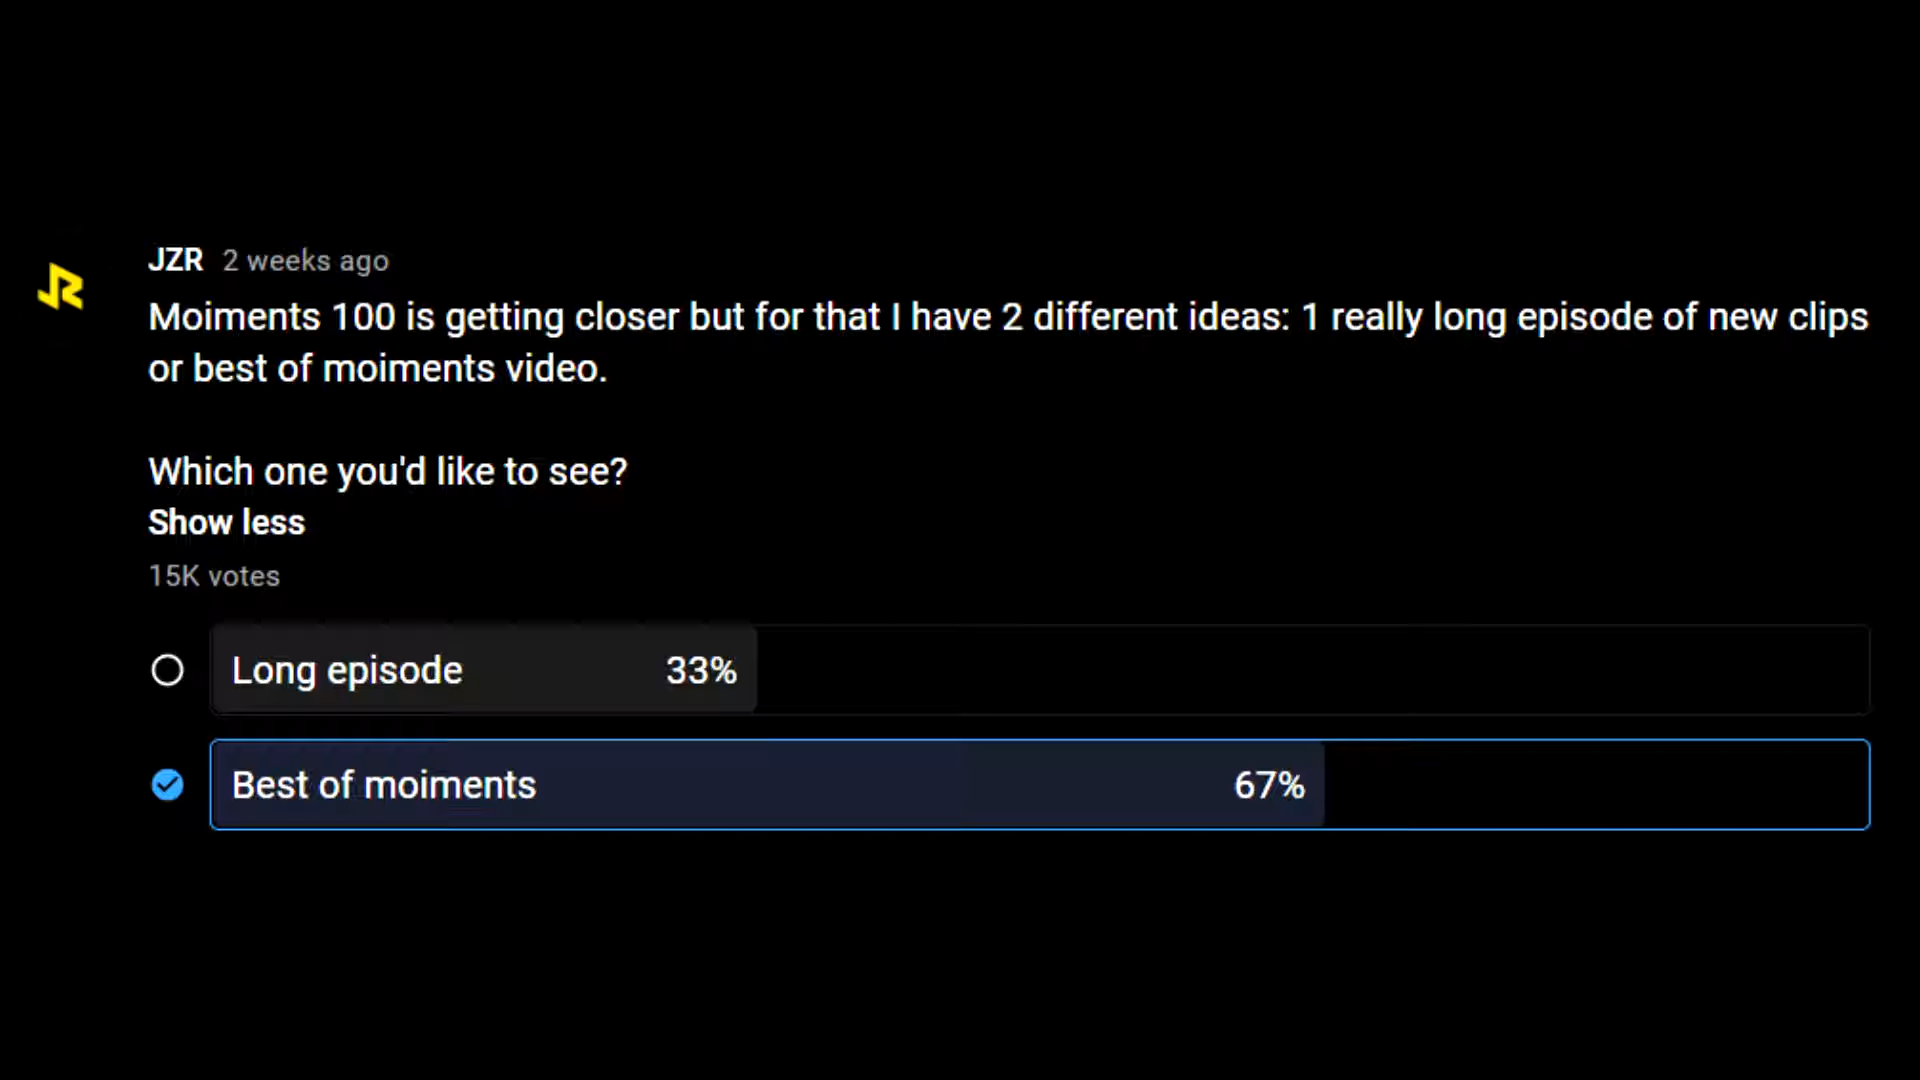 JZR 2 weeks ago
Moiments 100 is getting closer but for that I have 2 different ideas: 1 really long episode of new clips
or best of moiments video.
Which one you'd like to see?
Show less
15K votes
Long episode 33%
Best of moiments 67%